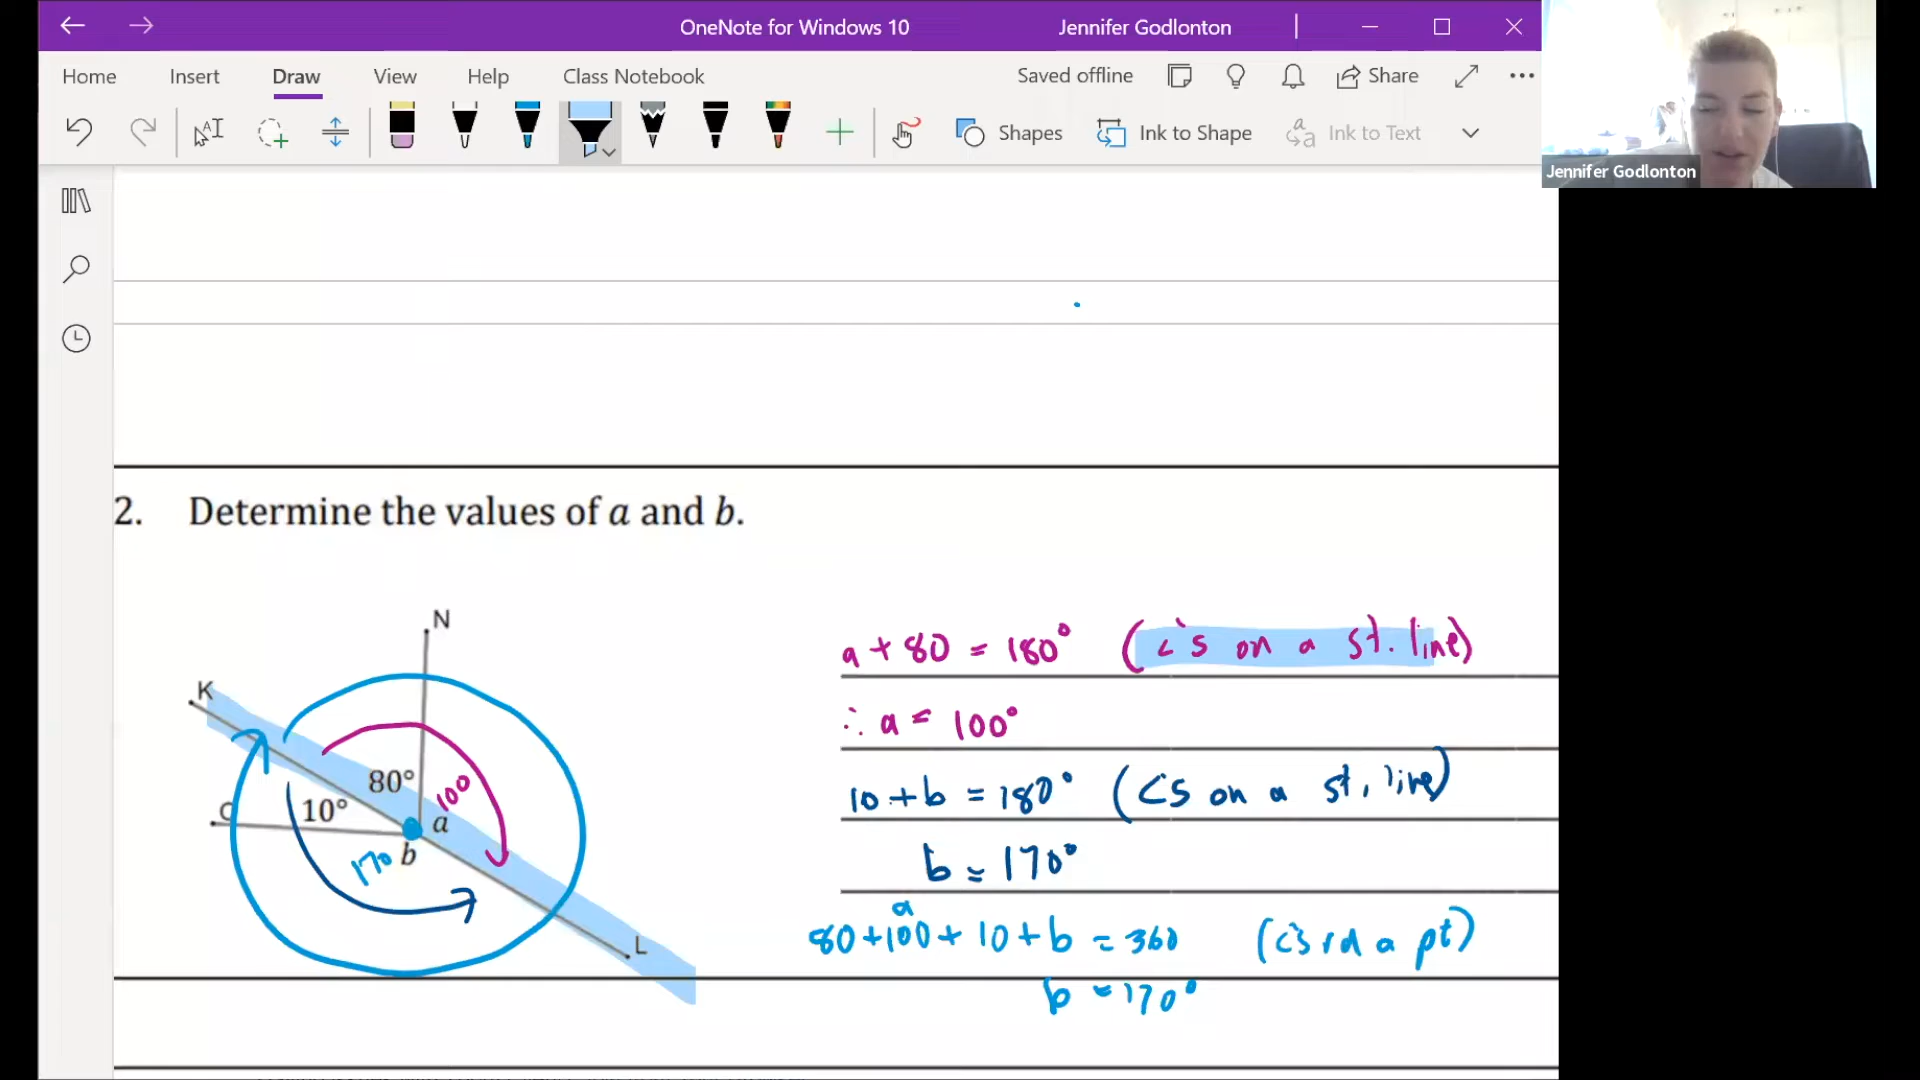 OneNote for Windows 10
Jennifer Godlonton
Home Insert Draw View Help Class Notebook
Saved offline
Share
Shapes
Ink to Shape
Ink to Text
Jennifer Godlonton
2. Determine the values of a and b.
N
K
80°
100
10°
a
170
b
L
a + 80 = 180° (<'s on a st. line)
∴ a = 100°
10 + b = 180° (<'s on a st. line)
b = 170°
a
80 + 100 + 10 + b = 360 (<'s rd a pt)
b = 170°